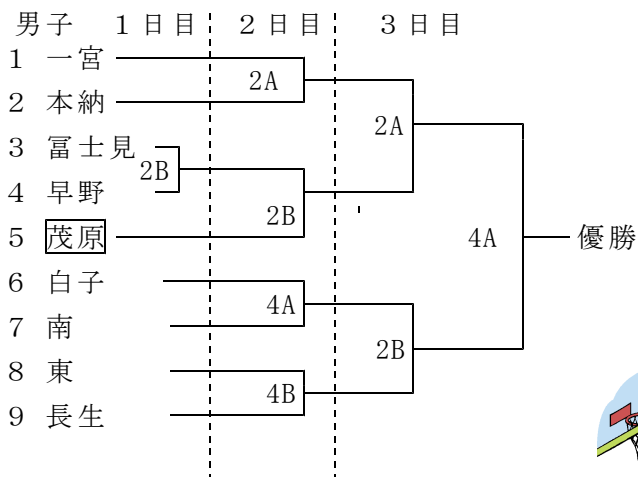 男子 １日目 ２日目 ３日目
1 一宮
2A
2 本納
2A
3 冨士見
2B
4 早野
2B
5 茂原
4A 優勝
6 白子
4A
7 南
2B
8 東
4B
9 長生